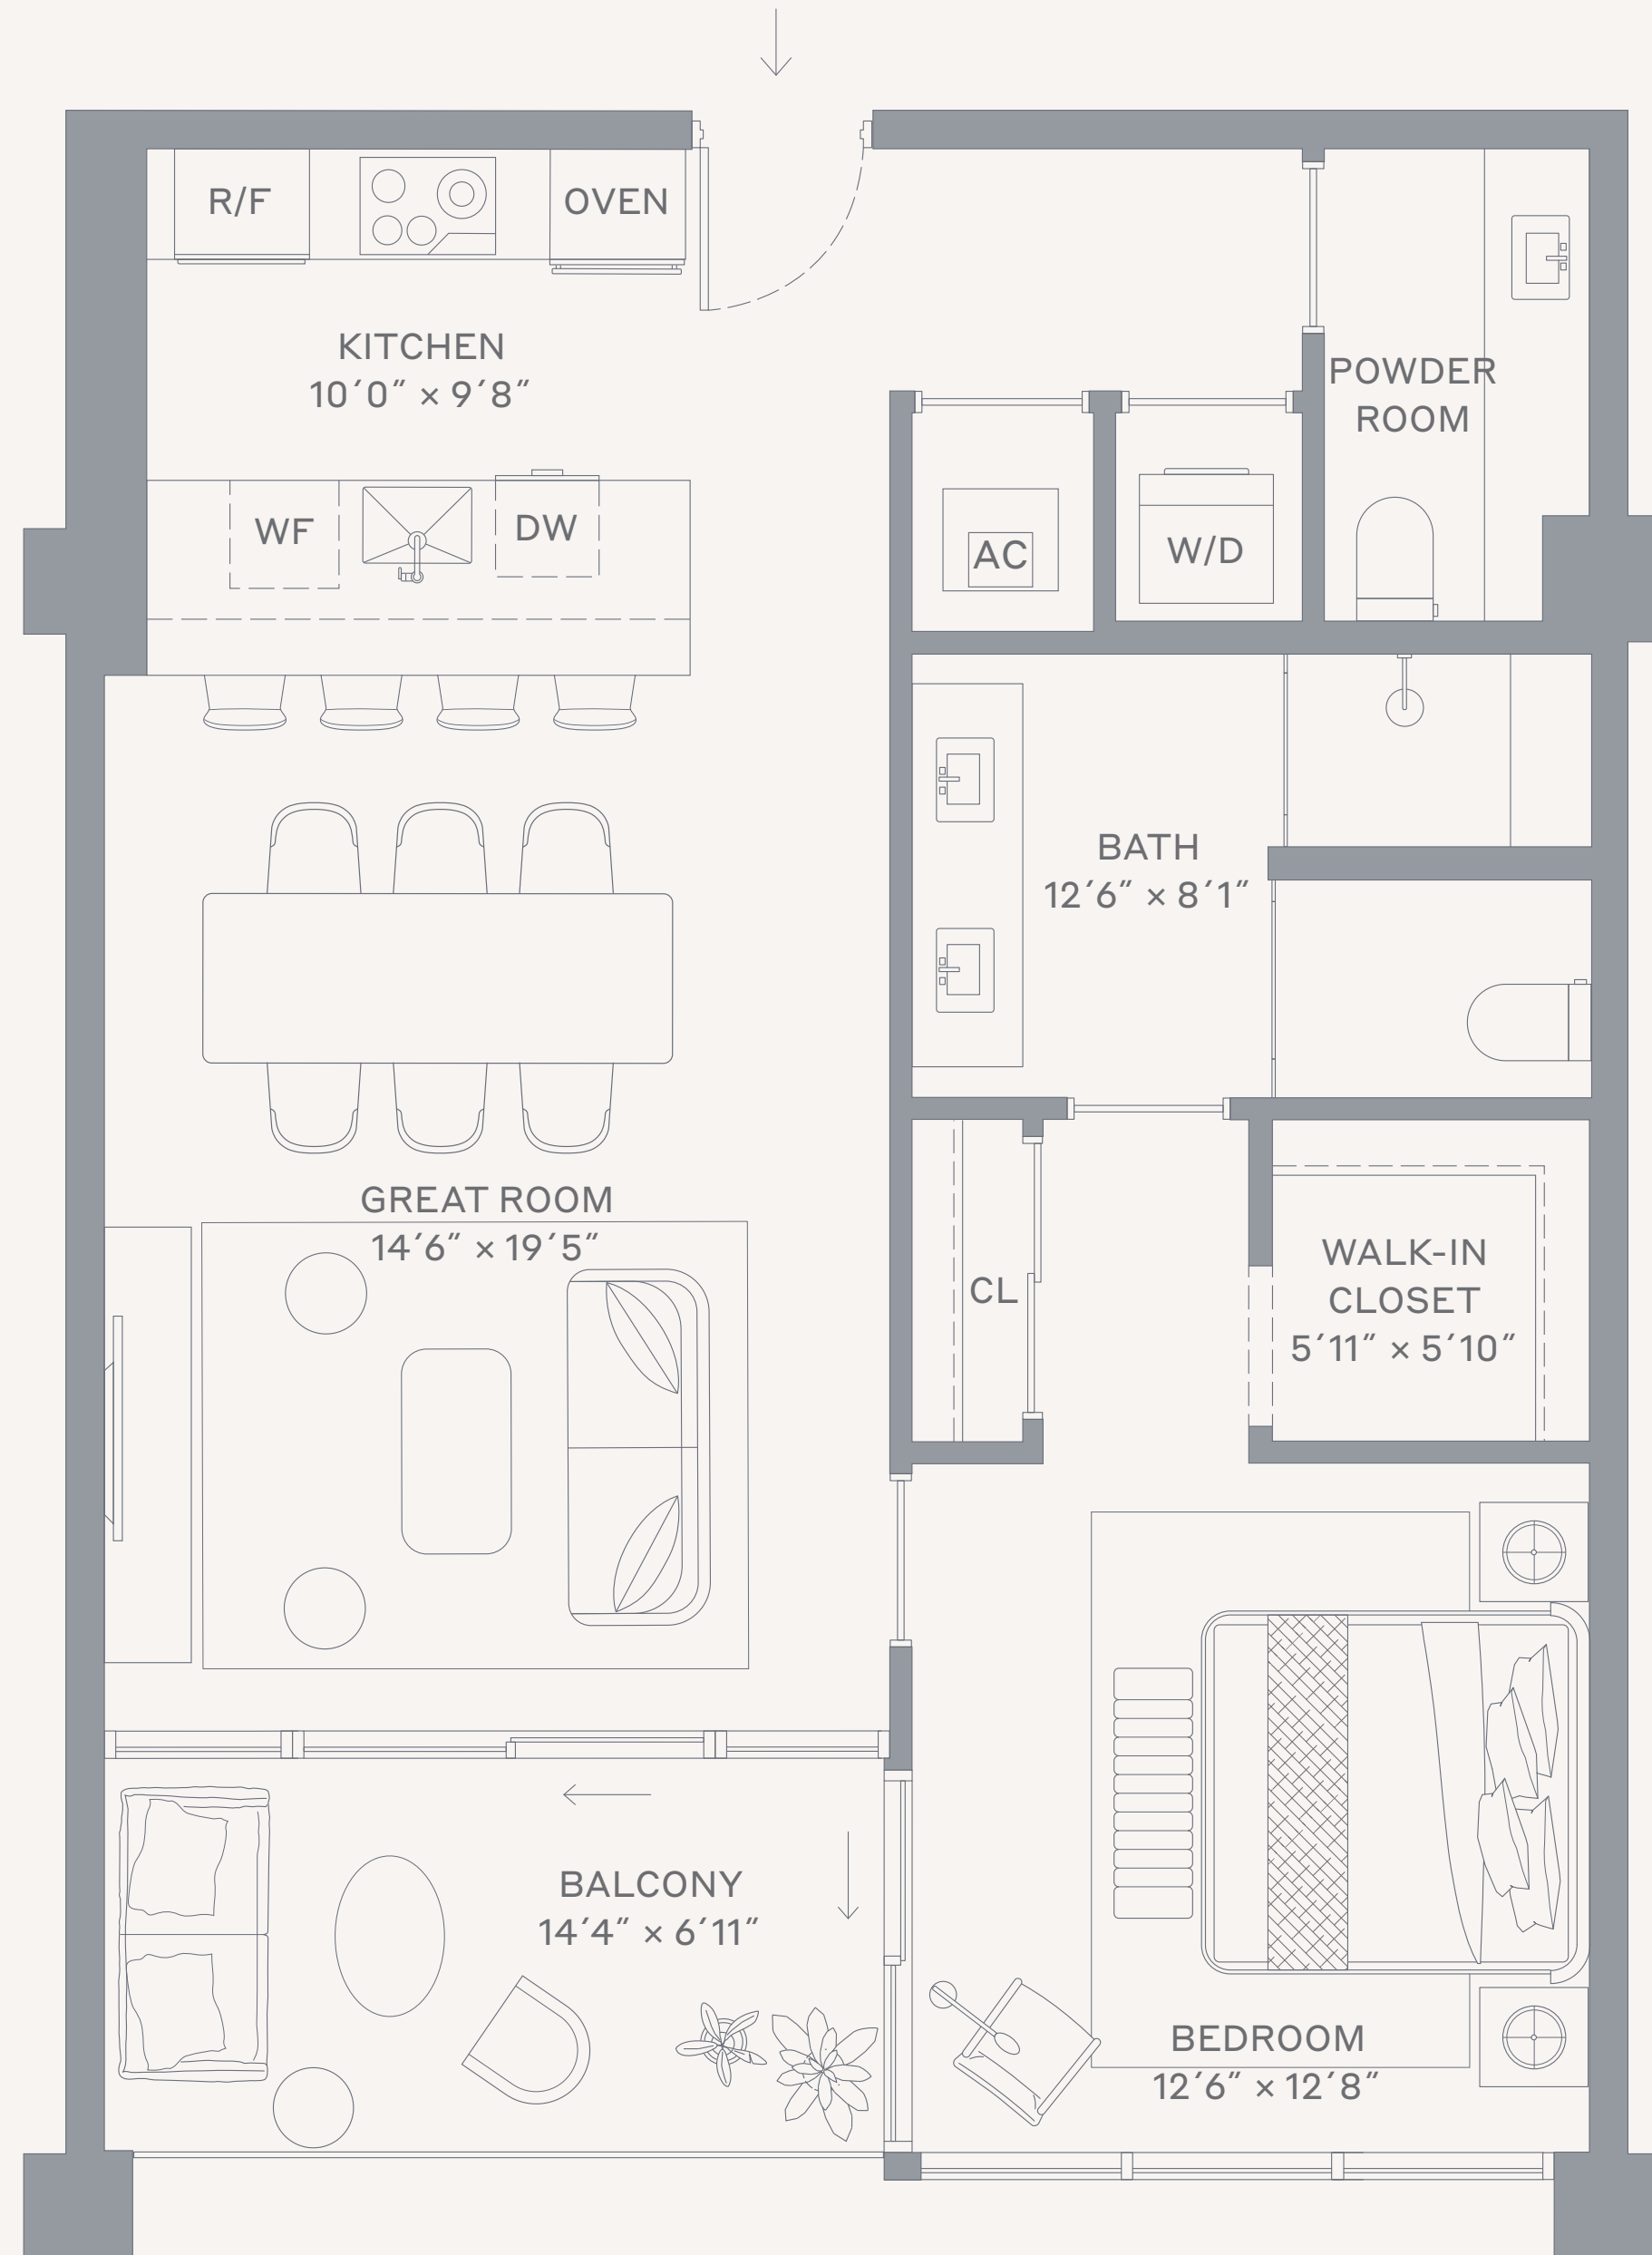 R/F
OVEN
KITCHEN
10´0˝ × 9´8˝
POWDER
ROOM
WF
DW
AC
W/D
BATH
12´6˝ × 8´1˝
GREAT ROOM
14´6˝ × 19´5˝
CL
WALK-IN
CLOSET
5´11˝ × 5´10˝
BALCONY
14´4˝ × 6´11˝
BEDROOM
12´6˝ × 12´8˝